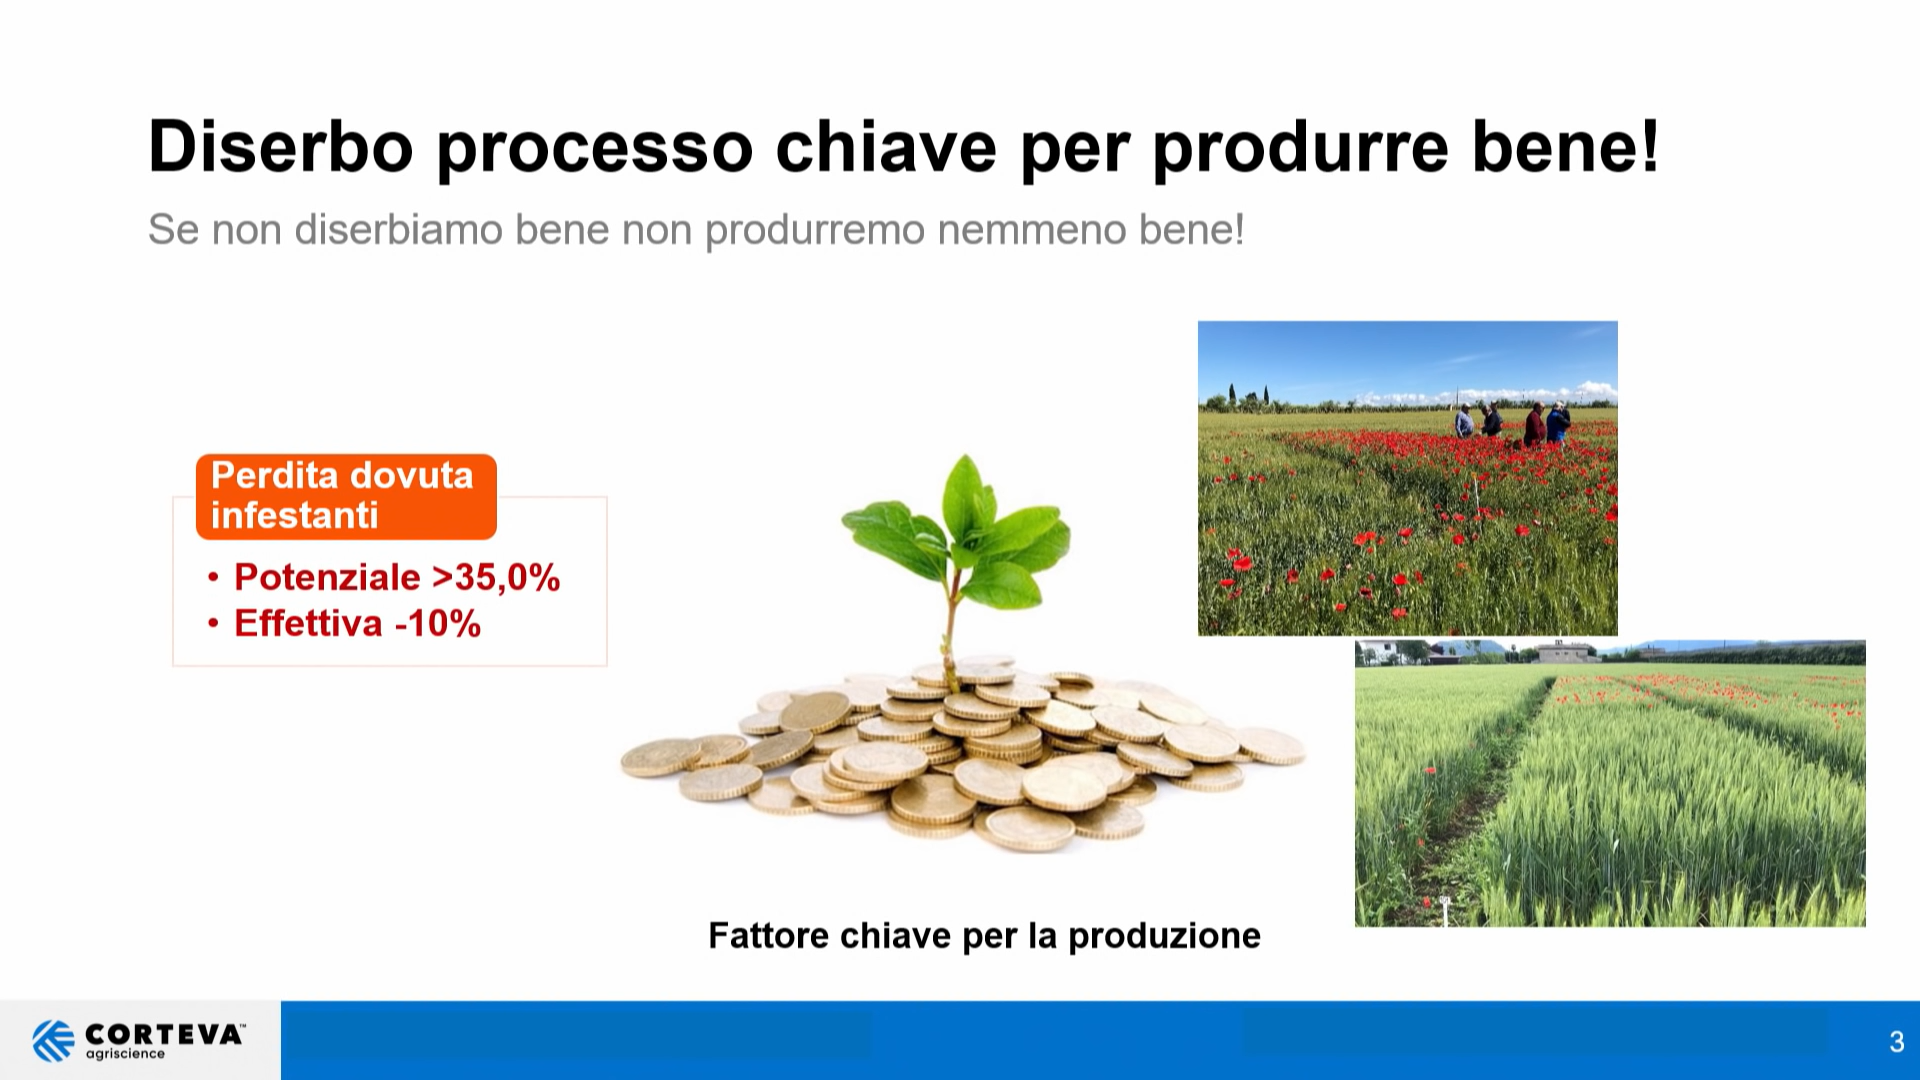 Diserbo processo chiave per produrre bene!
Se non diserbiamo bene non produrremo nemmeno bene!
Perdita dovuta
infestanti
• Potenziale >35,0%
• Effettiva -10%
Fattore chiave per la produzione
CORTEVA™
agriscience
3